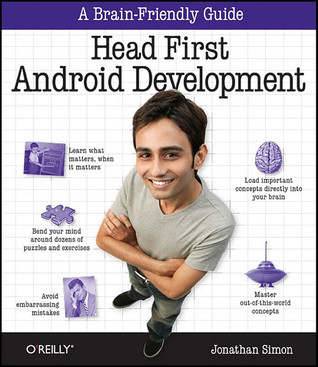 A Brain-Friendly Guide
Head First
Android Development
Learn what
matters, when
it matters
Load important
concepts directly into
your brain
Bend your mind
around dozens of
puzzles and exercises
Avoid
embarrassing
mistakes
Master
out-of-this-world
concepts
O'REILLY®
Jonathan Simon